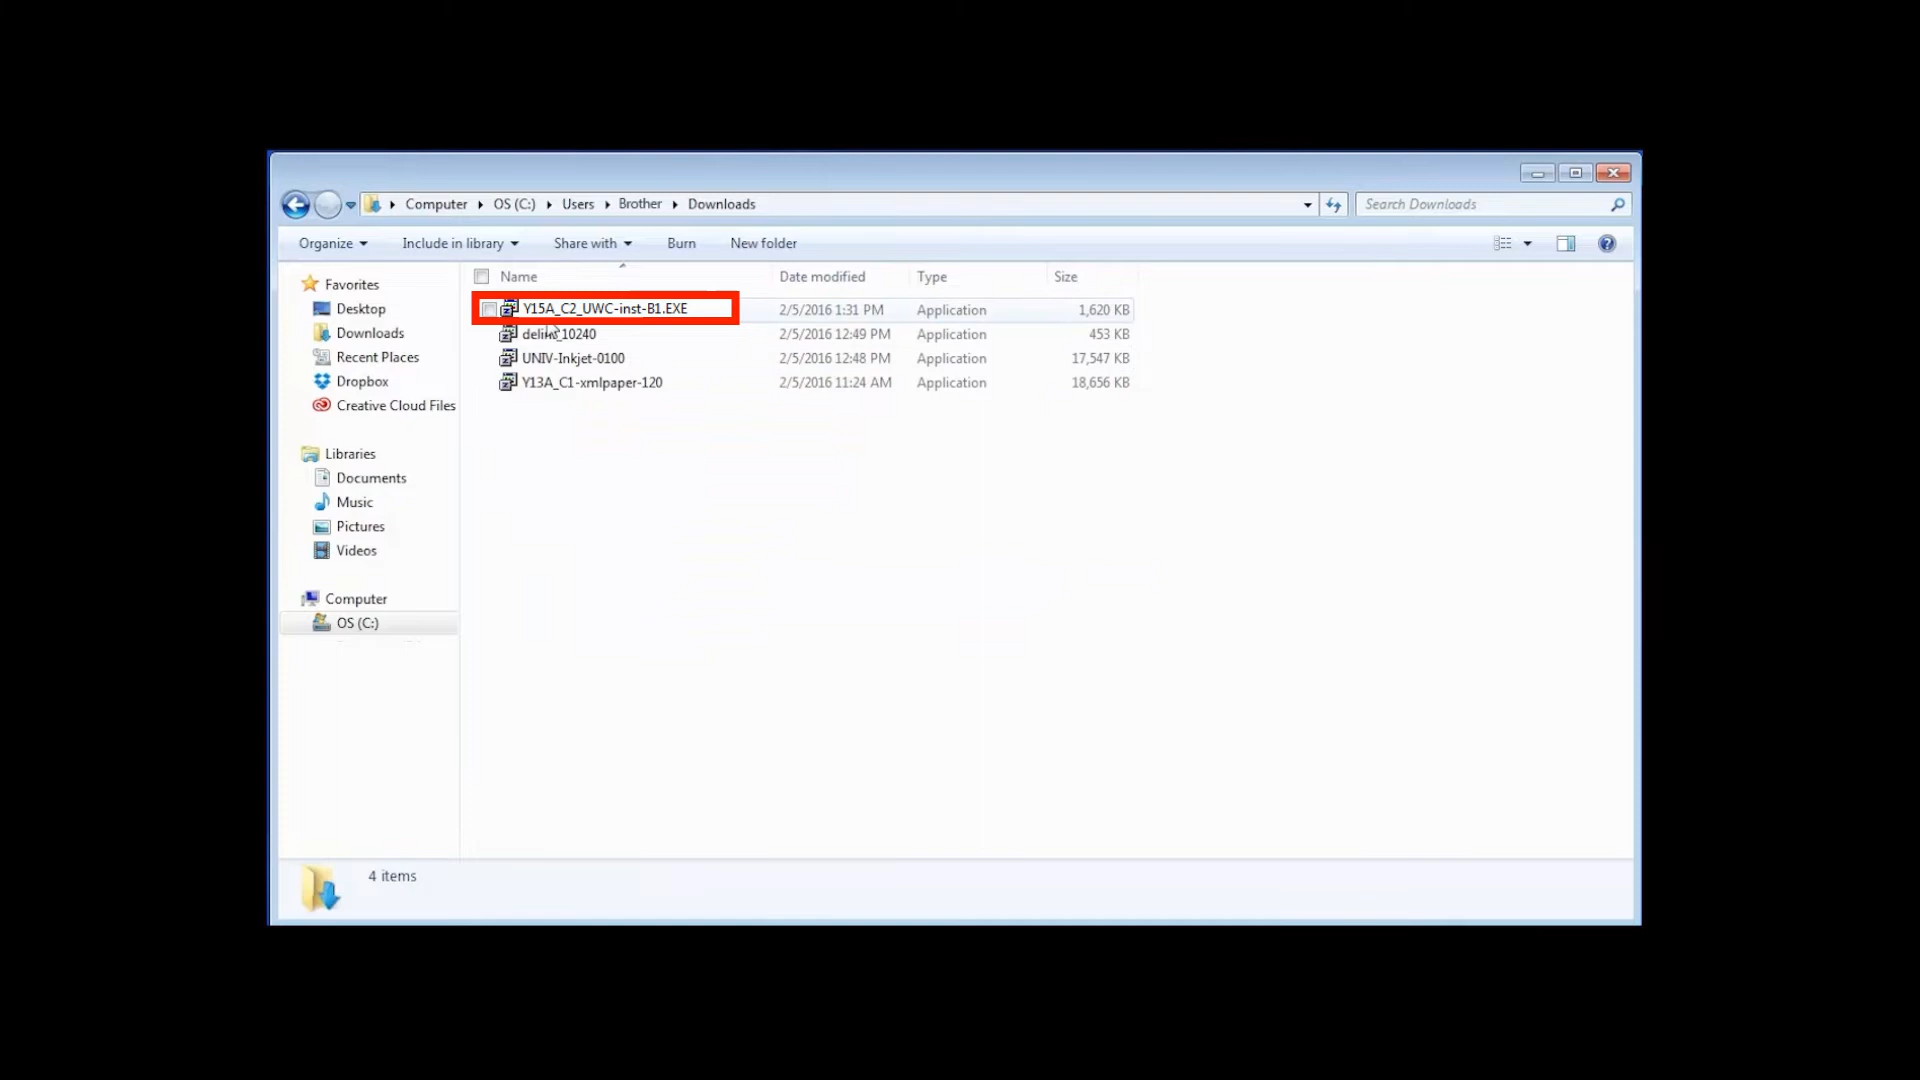 Computer OS (C:) Users Brother Downloads
Search Downloads
Organize Include in library Share with Burn New folder
Name Date modified Type Size
Favorites
Desktop
Downloads
Recent Places
Dropbox
Creative Cloud Files
Libraries
Documents
Music
Pictures
Videos
Computer
OS (C:)
Y15A_C2_UWC-inst-B1.EXE 2/5/2016 1:31 PM Application 1,620 KB
2/5/2016 12:49 PM Application 453 KB
UNIV-Inkjet-0100 2/5/2016 12:48 PM Application 17,547 KB
Y13A_C1-xmlpaper-120 2/5/2016 11:24 AM Application 18,656 KB
4 items